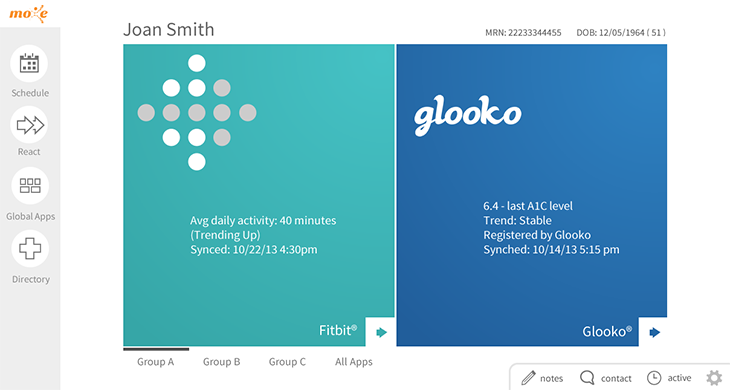 moxe
Joan Smith
MRN: 22233344455 DOB: 12/05/1964 ( 51 )
Schedule
React
Global Apps
Directory
Avg daily activity: 40 minutes
(Trending Up)
Synced: 10/22/13 4:30pm
Fitbit®
glooko
6.4 - last A1C level
Trend: Stable
Registered by Glooko
Synched: 10/14/13 5:15 pm
Glooko®
Group A Group B Group C All Apps
notes contact active